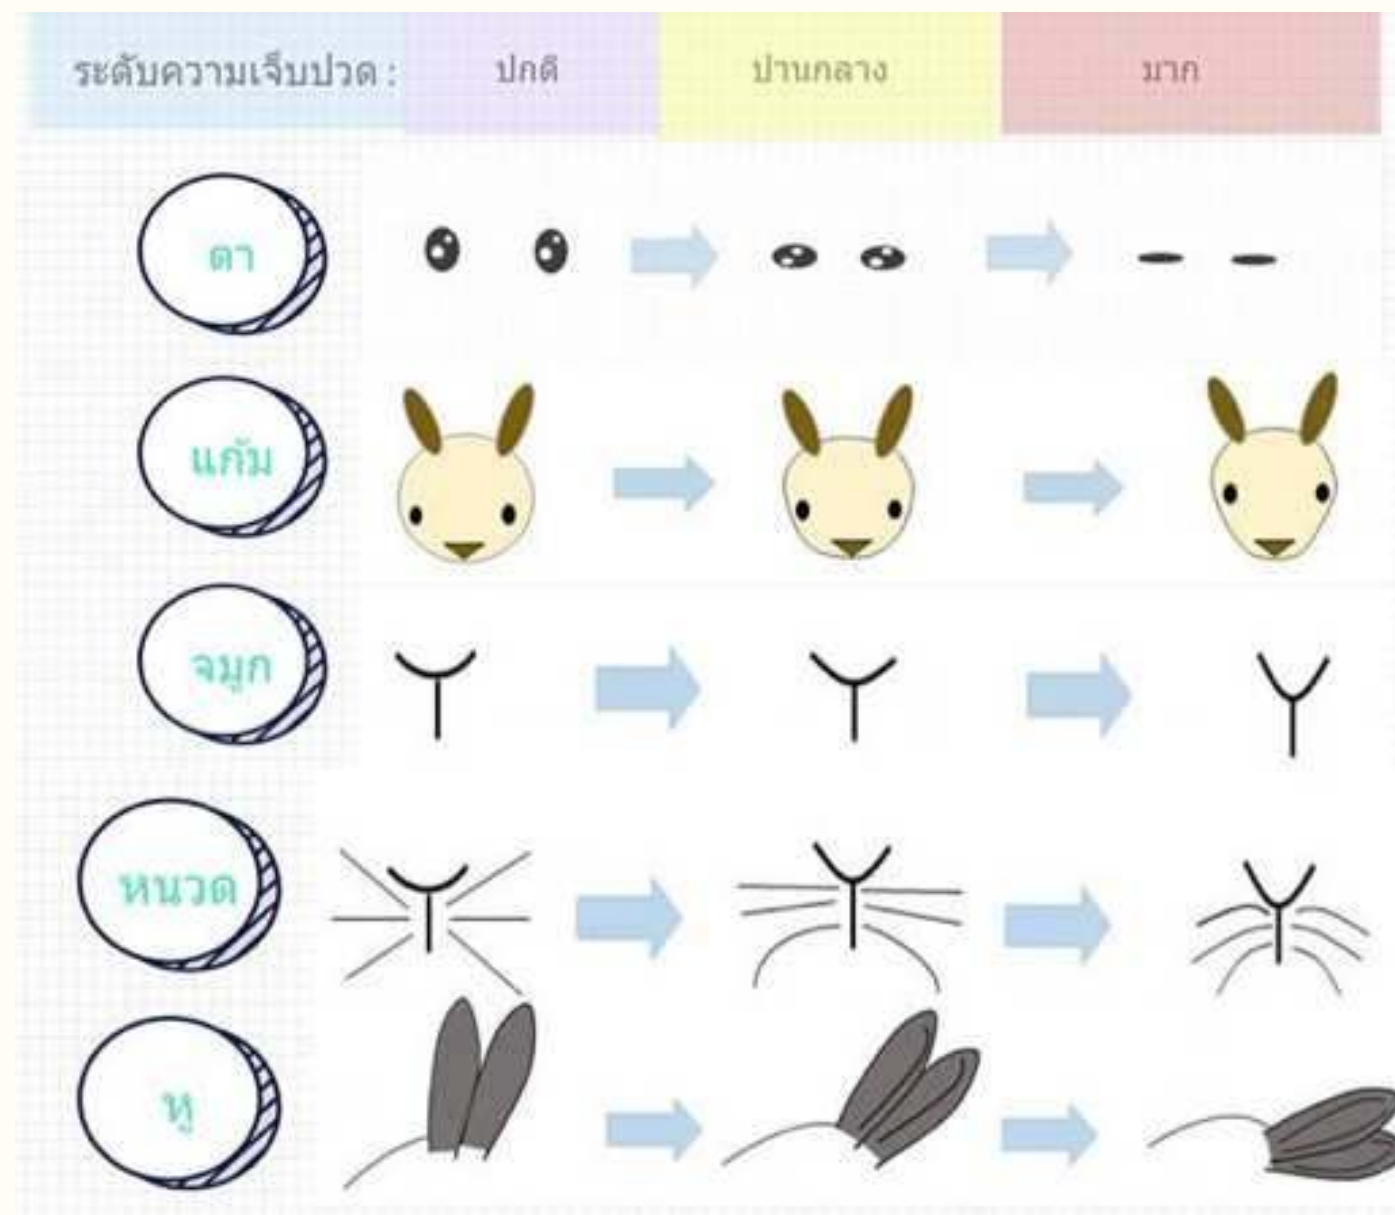 ระดับความเจ็บปวด : ปกติ ปานกลาง มาก
ตา
แก้ม
จมูก
หนวด
หู